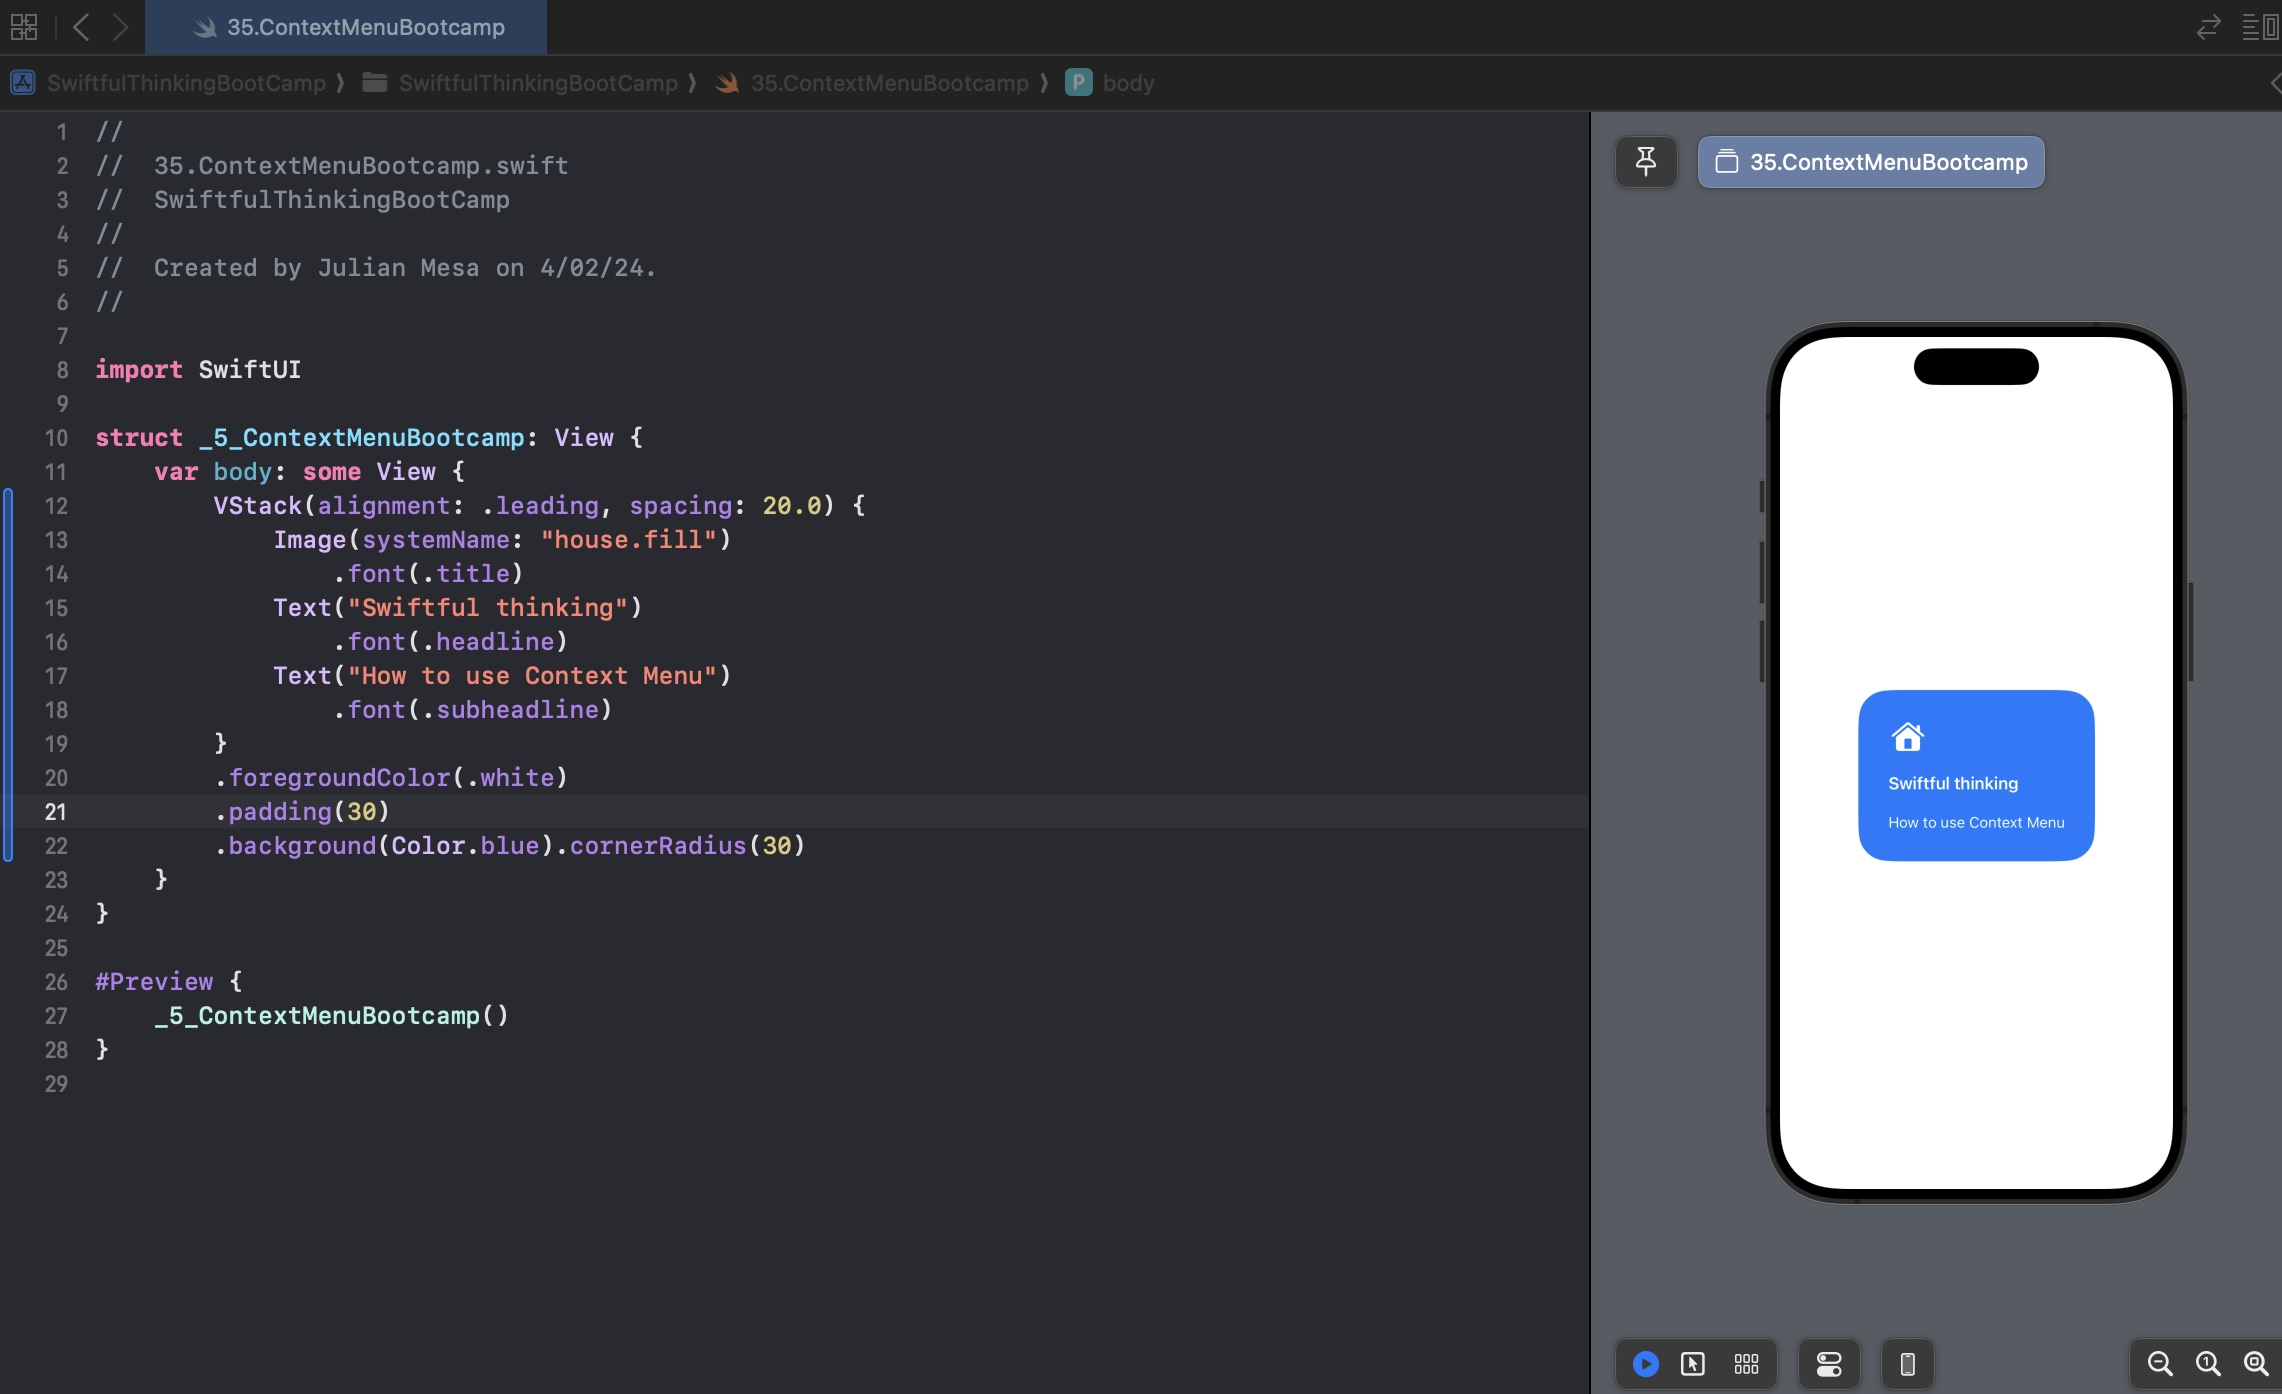 35.ContextMenuBootcamp
SwiftfulThinkingBootCamp ⟩ SwiftfulThinkingBootCamp ⟩ 35.ContextMenuBootcamp ⟩ P body
1 //
2 //  35.ContextMenuBootcamp.swift
3 //  SwiftfulThinkingBootCamp
4 //
5 //  Created by Julian Mesa on 4/02/24.
6 //
7
8 import SwiftUI
9
10 struct _5_ContextMenuBootcamp: View {
11     var body: some View {
12         VStack(alignment: .leading, spacing: 20.0) {
13             Image(systemName: "house.fill")
14                 .font(.title)
15             Text("Swiftful thinking")
16                 .font(.headline)
17             Text("How to use Context Menu")
18                 .font(.subheadline)
19         }
20         .foregroundColor(.white)
21         .padding(30)
22         .background(Color.blue).cornerRadius(30)
23     }
24 }
25
26 #Preview {
27     _5_ContextMenuBootcamp()
28 }
29
35.ContextMenuBootcamp
Swiftful thinking
How to use Context Menu